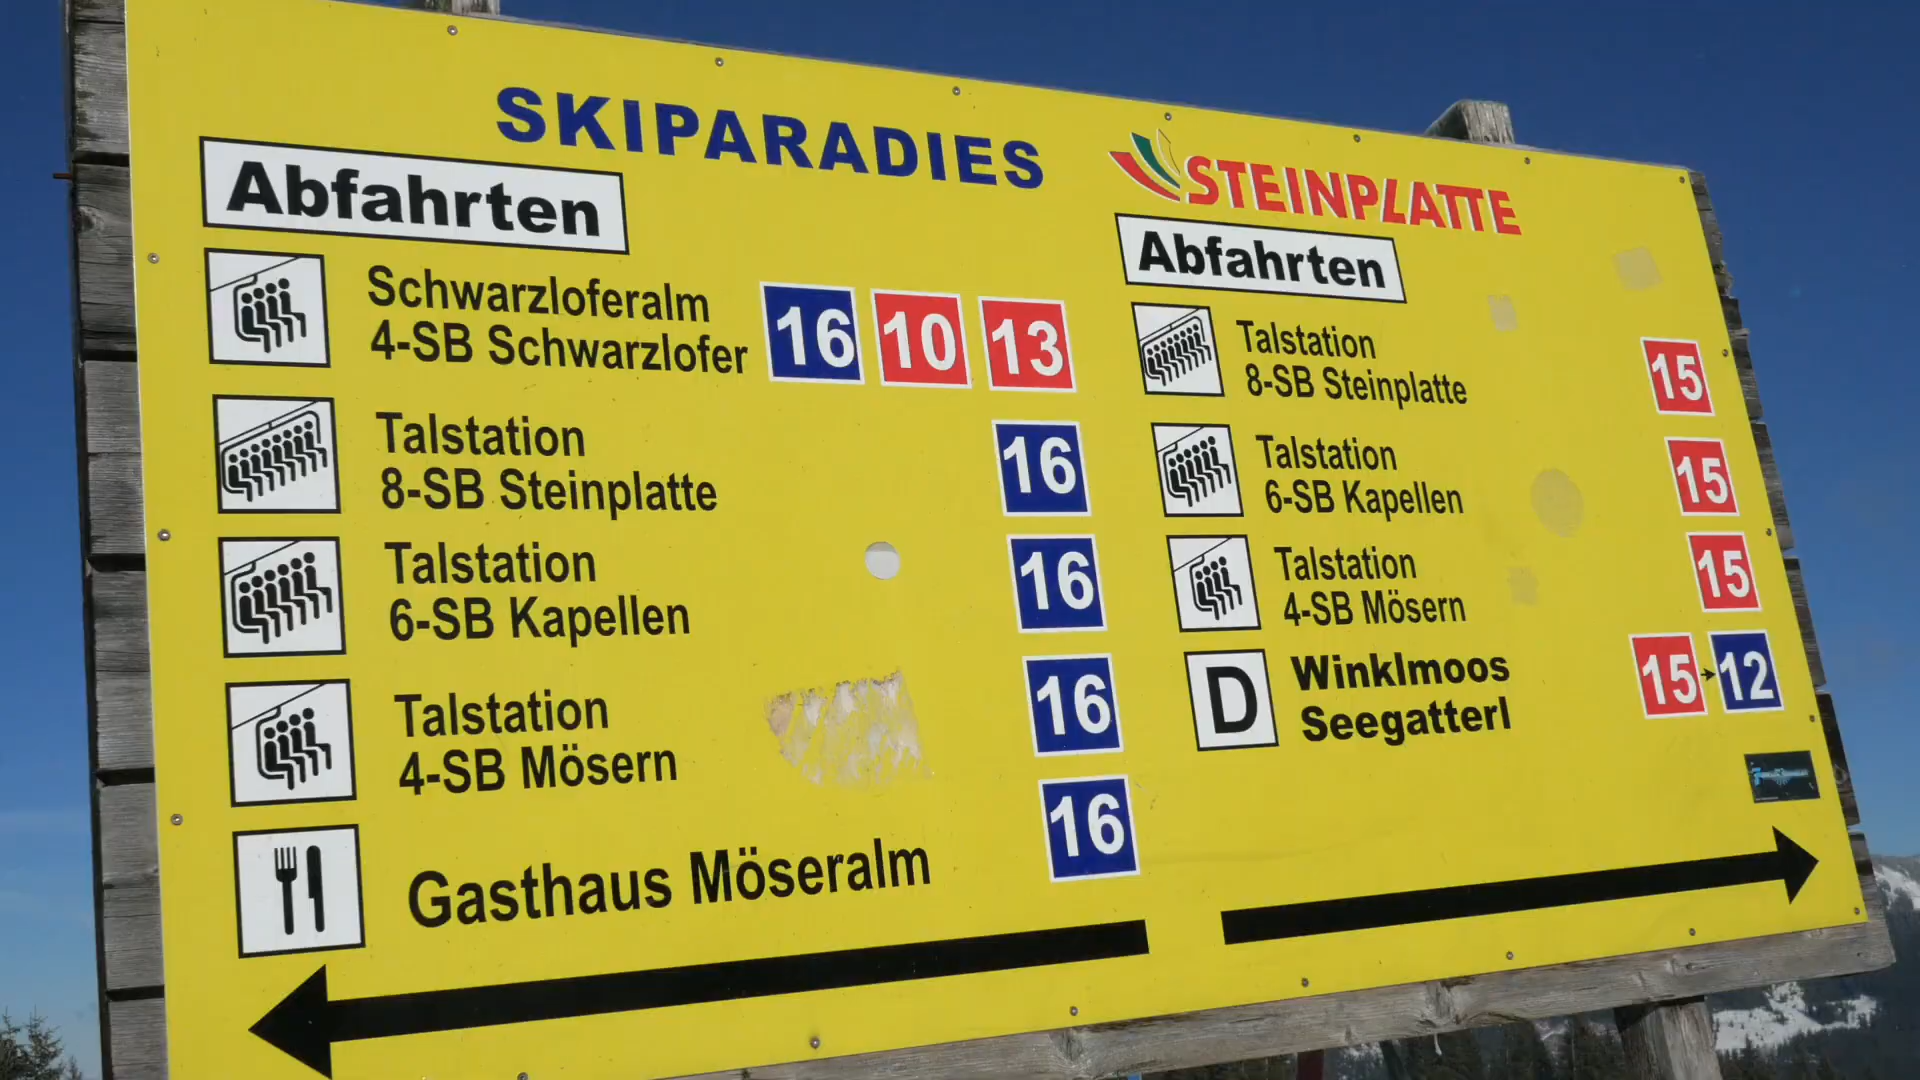 SKIPARADIES STEINPLATTE
Abfahrten
Schwarzloferalm
4-SB Schwarzlofer 16 10 13
Talstation
8-SB Steinplatte 16
Talstation
6-SB Kapellen 16
Talstation
4-SB Mösern 16
Gasthaus Möseralm 16
Abfahrten
Talstation
8-SB Steinplatte 15
Talstation
6-SB Kapellen 15
Talstation
4-SB Mösern 15
D Winklmoos
Seegatterl 15 12